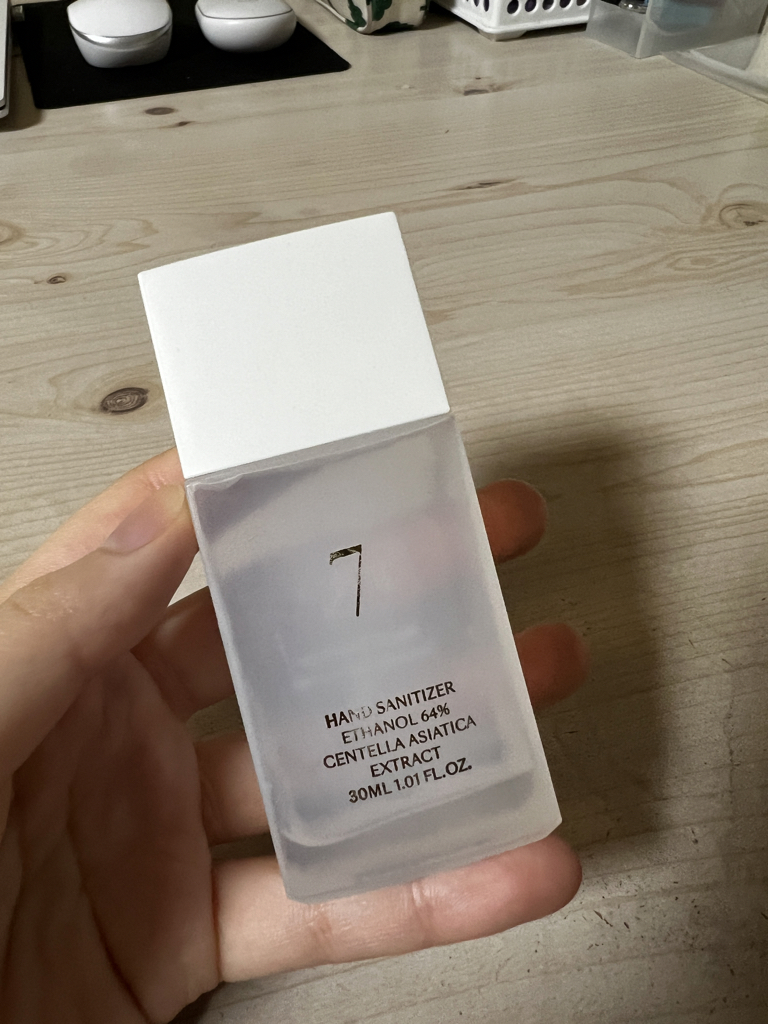 7
HAND SANITIZER
ETHANOL 64%
CENTELLA ASIATICA
EXTRACT
30ML 1.01 FL.OZ.